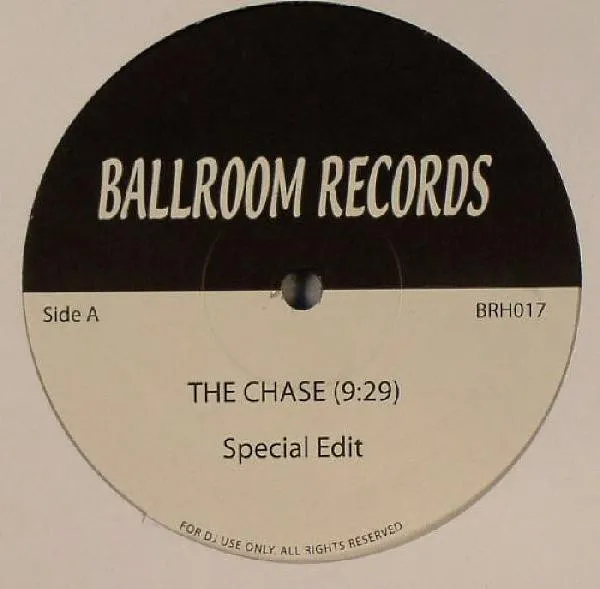 BALLROOM RECORDS
Side A
BRH017
THE CHASE (9:29)
Special Edit
FOR DJ USE ONLY. ALL RIGHTS RESERVED